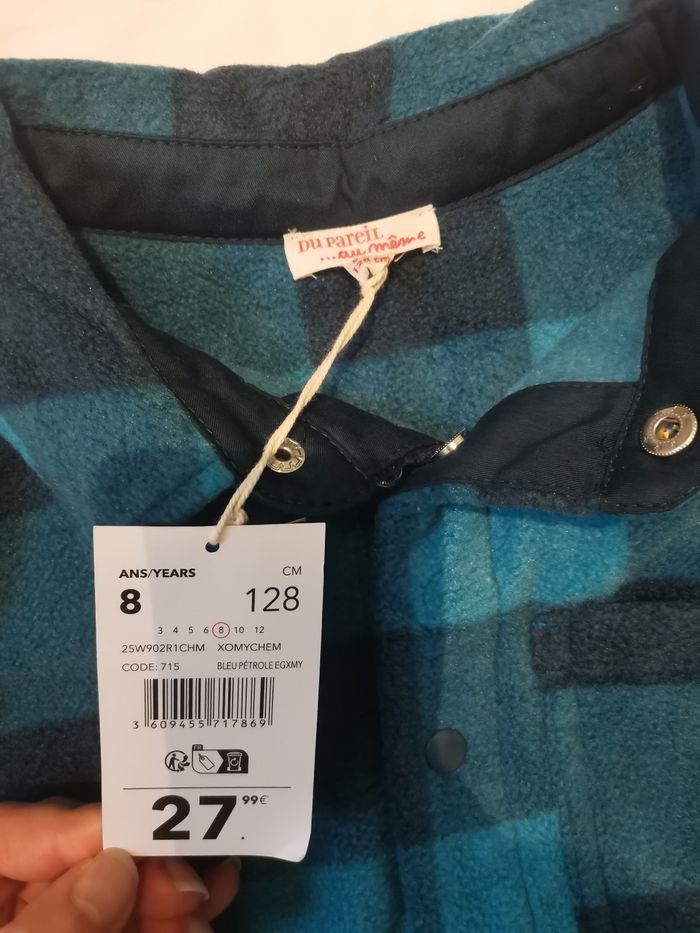 DU PAREIL
...au même
ANS/YEARS CM
8 128
3 4 5 6 8 10 12
25W902R1CHM XOMYCHEM
CODE: 715 BLEU PÉTROLE EGXMY
3 609455 717869
FR
27.99€